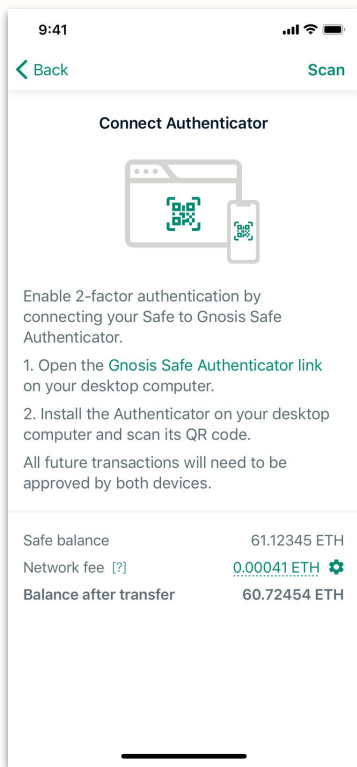 9:41
Back
Scan
Connect Authenticator
Enable 2-factor authentication by
connecting your Safe to Gnosis Safe
Authenticator.
1. Open the Gnosis Safe Authenticator link
on your desktop computer.
2. Install the Authenticator on your desktop
computer and scan its QR code.
All future transactions will need to be
approved by both devices.
Safe balance 61.12345 ETH
Network fee [?] 0.00041 ETH
Balance after transfer 60.72454 ETH